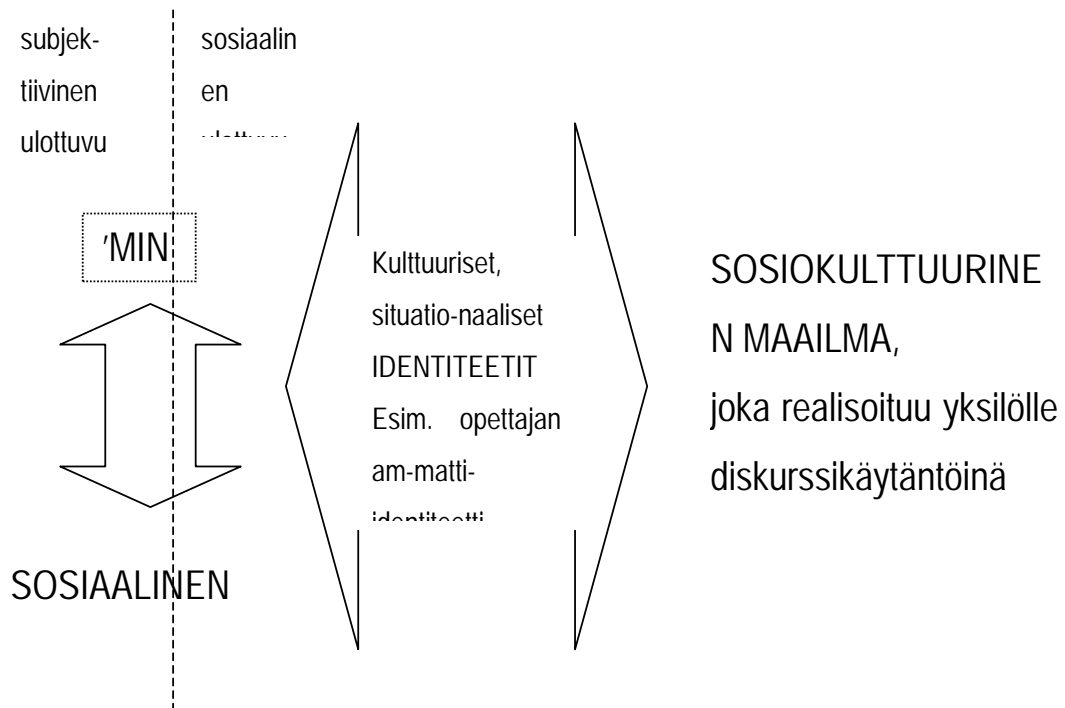 subjek-
tiivinen
ulottuvu
sosiaalin
en
'MIN
SOSIAALINEN
Kulttuuriset,
situatio-naaliset
IDENTITEETIT
Esim. opettajan
am-matti-
identiteetti
SOSIOKULTTUURINE
N MAAILMA,
joka realisoituu yksilölle
diskurssikäytäntöinä